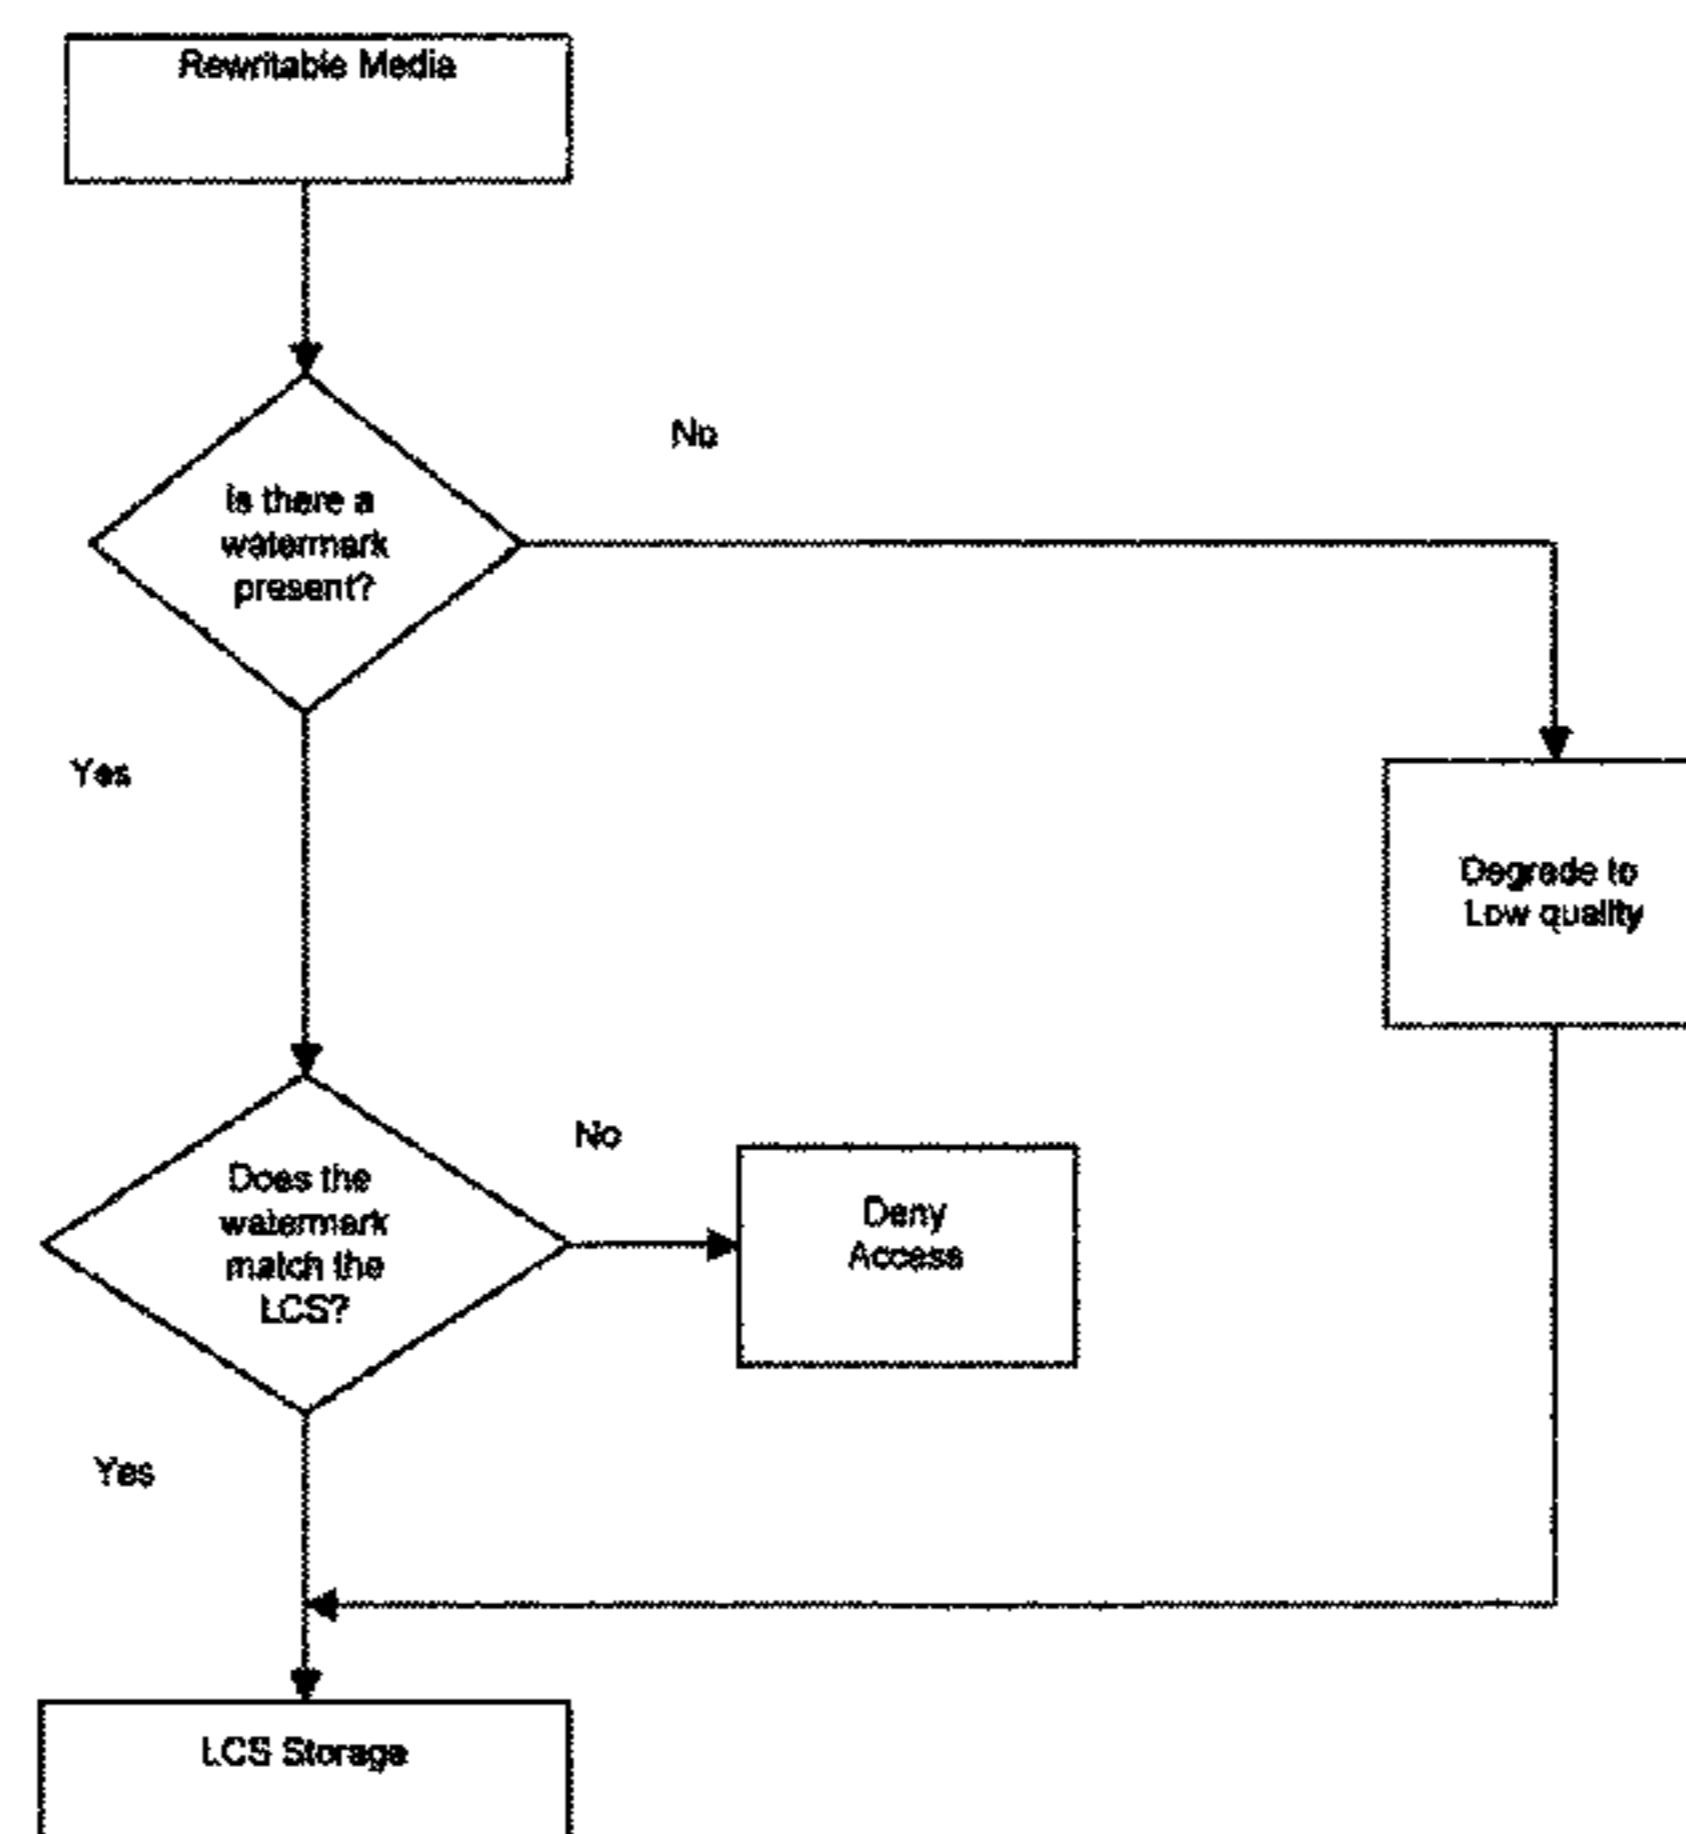 Rewritable Media
No
Is there a
watermark
present?
Yes
Degrade to
Low quality
No
Does the
watermark
match the
LCS?
Deny
Access
Yes
LCS Storage